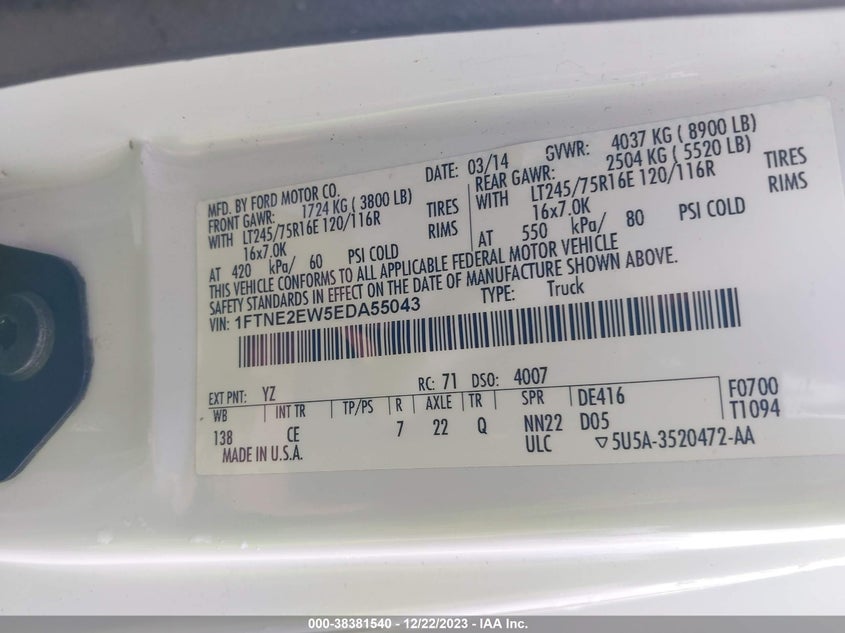 MFD. BY FORD MOTOR CO.
DATE: 03/14
GVWR: 4037 KG ( 8900 LB)
FRONT GAWR: 1724 KG ( 3800 LB)
REAR GAWR: 2504 KG ( 5520 LB)
WITH LT245/75R16E 120/116R TIRES
WITH LT245/75R16E 120/116R TIRES
16x7.0K RIMS
16x7.0K RIMS
AT 420 kPa/ 60 PSI COLD
AT 550 kPa/ 80 PSI COLD
THIS VEHICLE CONFORMS TO ALL APPLICABLE FEDERAL MOTOR VEHICLE
SAFETY STANDARDS IN EFFECT ON THE DATE OF MANUFACTURE SHOWN ABOVE.
VIN: 1FTNE2EW5EDA55043
TYPE: Truck
EXT PNT: YZ RC: 71 DSO: 4007
WB INT TR TP/PS R AXLE TR SPR DE416 F0700
T1094
138 CE 7 22 Q NN22 D05
MADE IN U.S.A. ULC 5U5A-3520472-AA
000-38381540 - 12/22/2023 - IAA Inc.